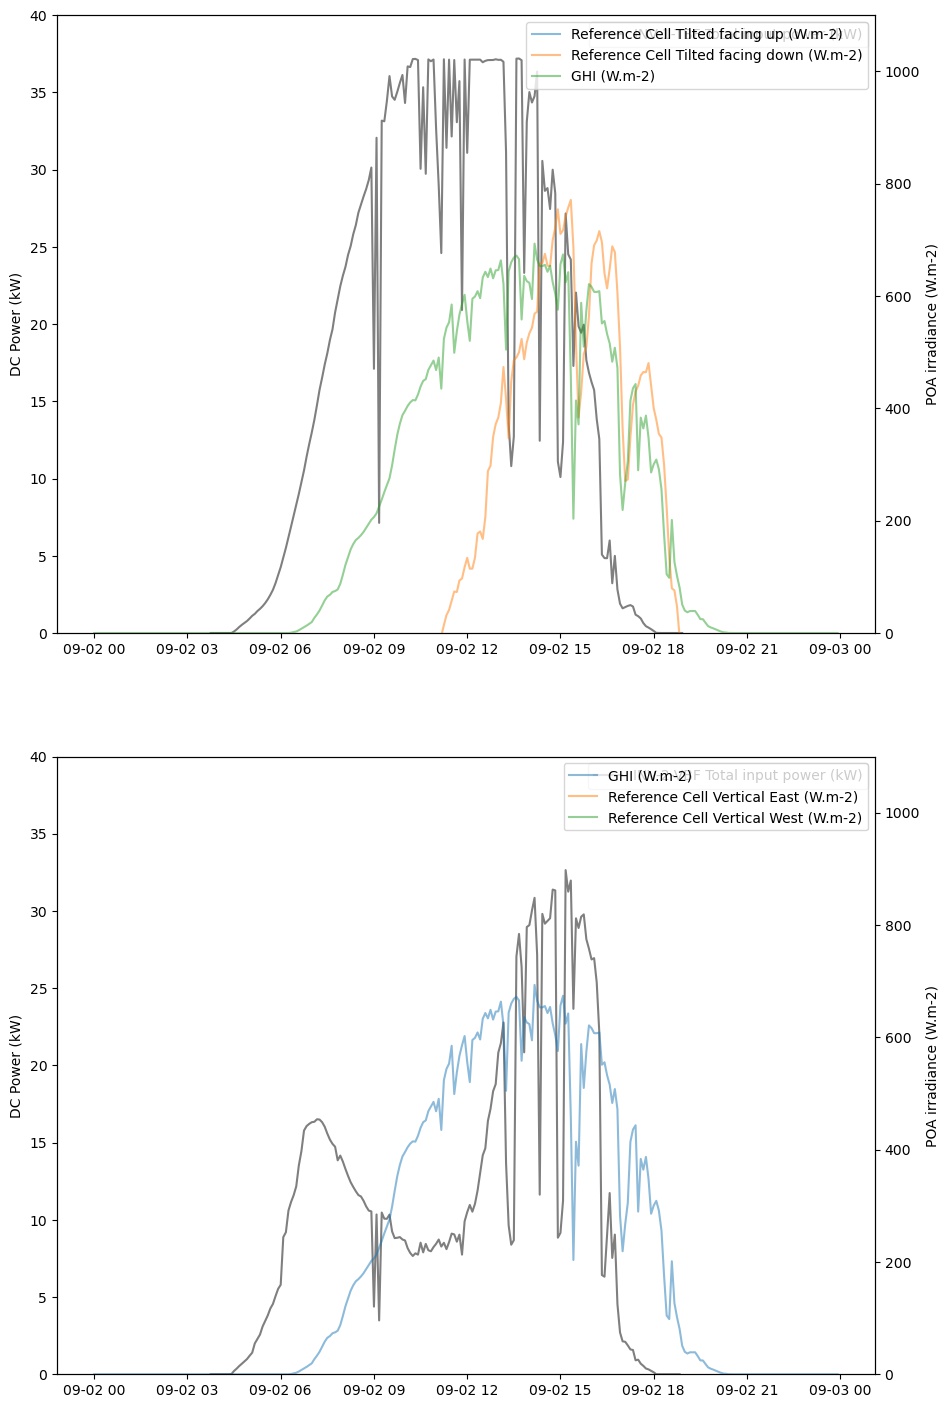 40
35
30
25
20
15
10
5
0
DC Power (kW)
Reference Cell Tilted facing up (W.m-2)
Reference Cell Tilted facing down (W.m-2)
GHI (W.m-2)
1000
800
600
400
200
0
POA irradiance (W.m-2)
09-02 00 09-02 03 09-02 06 09-02 09 09-02 12 09-02 15 09-02 18 09-02 21 09-03 00
40
35
30
25
20
15
10
5
0
DC Power (kW)
GHI (W.m-2)
Total input power (kW)
Reference Cell Vertical East (W.m-2)
Reference Cell Vertical West (W.m-2)
1000
800
600
400
200
0
POA irradiance (W.m-2)
09-02 00 09-02 03 09-02 06 09-02 09 09-02 12 09-02 15 09-02 18 09-02 21 09-03 00